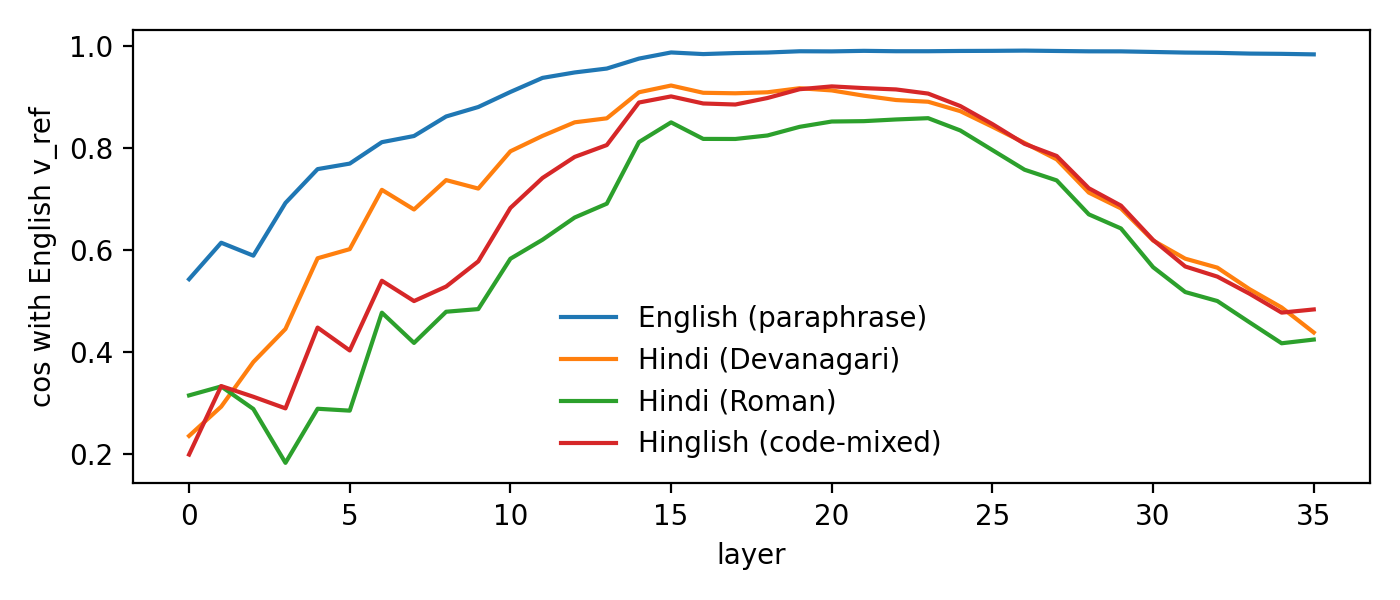 1.0
0.8
0.6
0.4
0.2
cos with English v_ref
English (paraphrase)
Hindi (Devanagari)
Hindi (Roman)
Hinglish (code-mixed)
0 5 10 15 20 25 30 35
layer